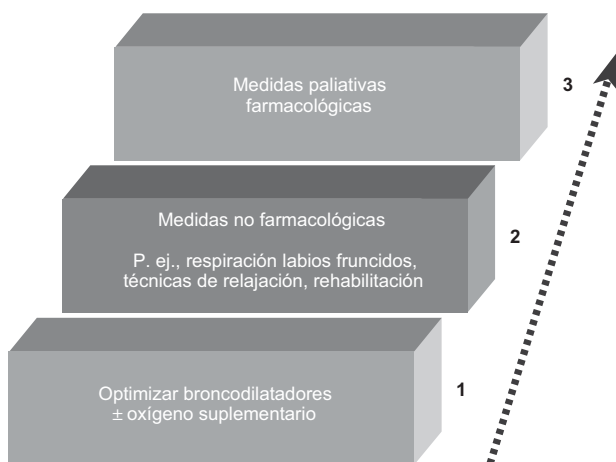 Medidas paliativas
farmacológicas
3
Medidas no farmacológicas
P. ej., respiración labios fruncidos,
técnicas de relajación, rehabilitación
2
Optimizar broncodilatadores
± oxígeno suplementario
1